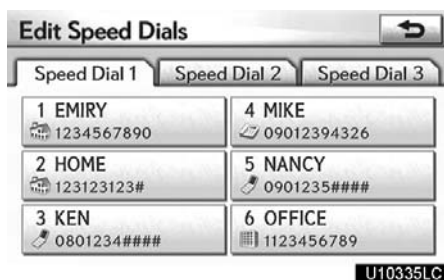 Edit Speed Dials
Speed Dial 1 Speed Dial 2 Speed Dial 3
1 EMIRY
1234567890
4 MIKE
09012394326
2 HOME
123123123#
5 NANCY
0901235####
3 KEN
0801234####
6 OFFICE
1123456789
U10335LC